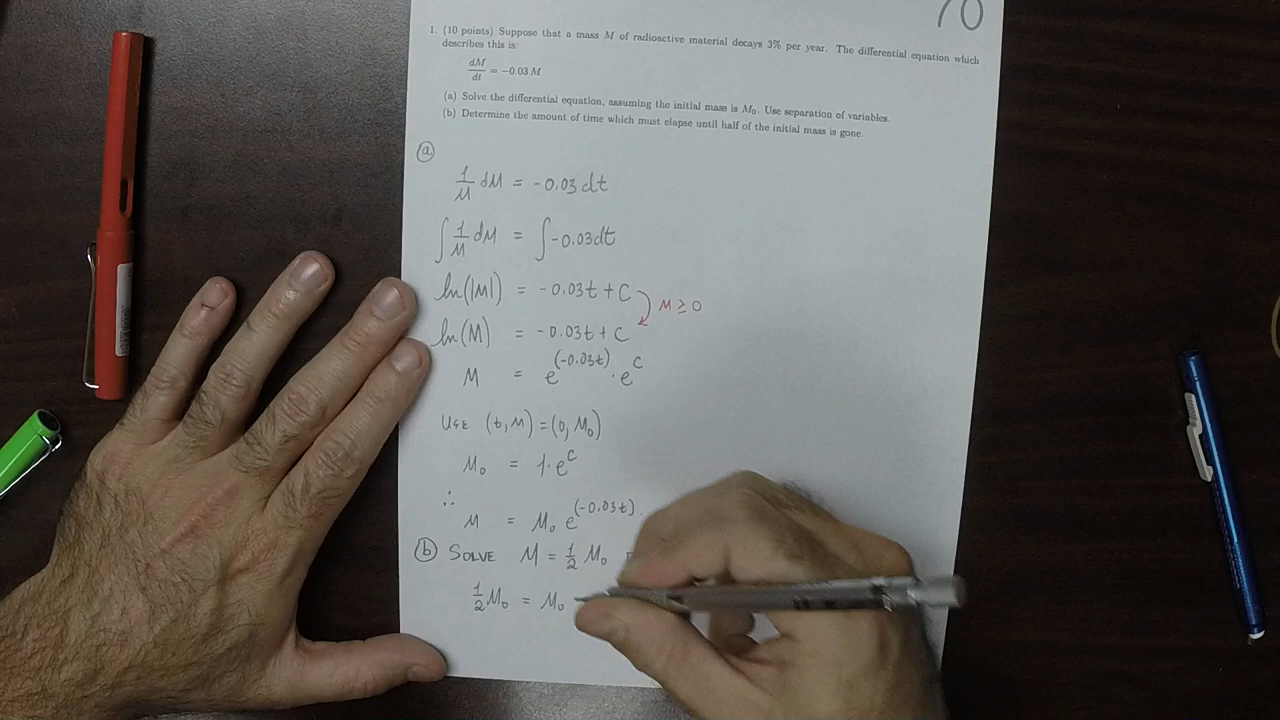 70
1. (10 points) Suppose that a mass M of radioactive material decays 3% per year. The differential equation which
describes this is:
dM/dt = -0.03 M
(a) Solve the differential equation, assuming the initial mass is M₀. Use separation of variables.
(b) Determine the amount of time which must elapse until half of the initial mass is gone.
ⓐ
1/M dM = -0.03 dt
∫ 1/M dM = ∫ -0.03dt
ln(|M|) = -0.03t + C
M ≥ 0
ln(M) = -0.03t + C
M = e^(-0.03t) · e^C
USE (t, M) = (0, M₀)
M₀ = 1·e^C
∴
M = M₀ e^(-0.03t).
ⓑ SOLVE M = 1/2 M₀
1/2 M₀ = M₀